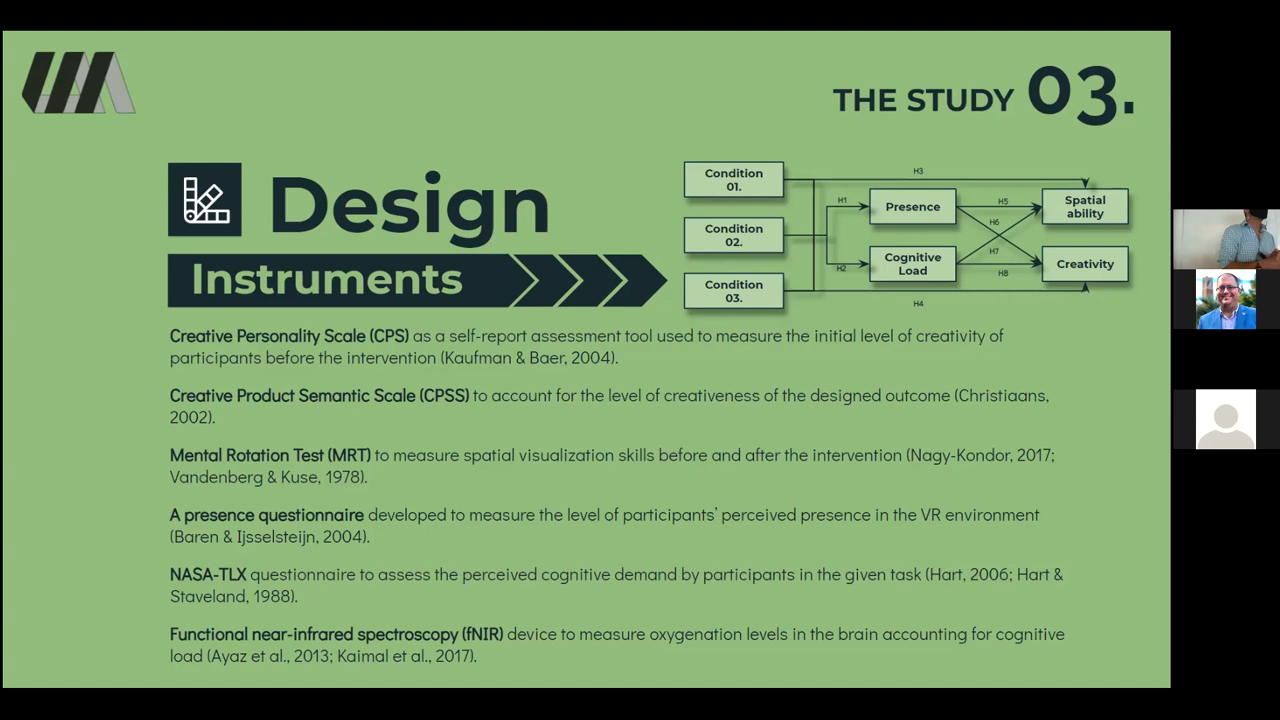 THE STUDY 03.
Design
Instruments
Condition
01.
Condition
02.
Condition
03.
H3
H1
H2
Presence
Cognitive
Load
H5
H6
H7
H8
H4
Spatial
ability
Creativity
Creative Personality Scale (CPS) as a self-report assessment tool used to measure the initial level of creativity of
participants before the intervention (Kaufman & Baer, 2004).
Creative Product Semantic Scale (CPSS) to account for the level of creativeness of the designed outcome (Christiaans,
2002).
Mental Rotation Test (MRT) to measure spatial visualization skills before and after the intervention (Nagy-Kondor, 2017;
Vandenberg & Kuse, 1978).
A presence questionnaire developed to measure the level of participants’ perceived presence in the VR environment
(Baren & Ijsselsteijn, 2004).
NASA-TLX questionnaire to assess the perceived cognitive demand by participants in the given task (Hart, 2006; Hart &
Staveland, 1988).
Functional near-infrared spectroscopy (fNIR) device to measure oxygenation levels in the brain accounting for cognitive
load (Ayaz et al., 2013; Kaimal et al., 2017).